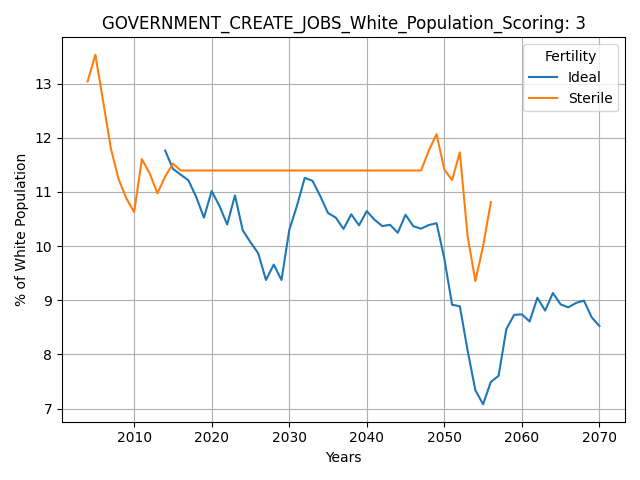 GOVERNMENT_CREATE_JOBS_White_Population_Scoring: 3
Fertility
Ideal
Sterile
% of White Population
13
12
11
10
9
8
7
2010 2020 2030 2040 2050 2060 2070
Years